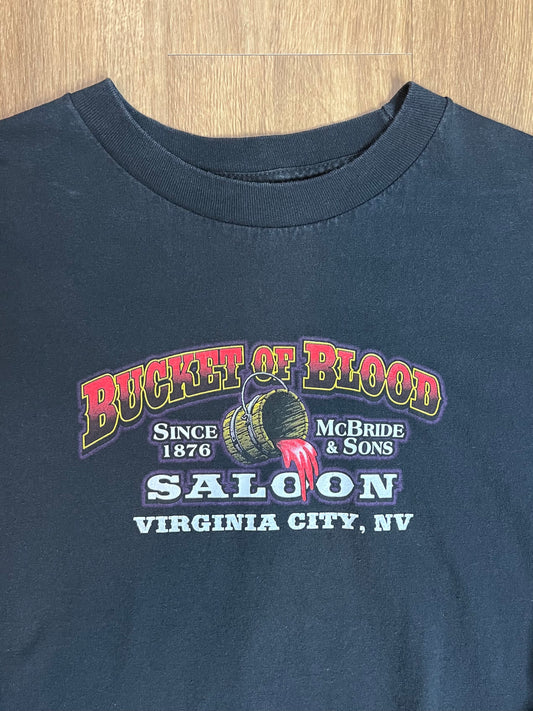 BUCKET OF BLOOD
SINCE 1876
MCBRIDE & SONS
SALOON
VIRGINIA CITY, NV